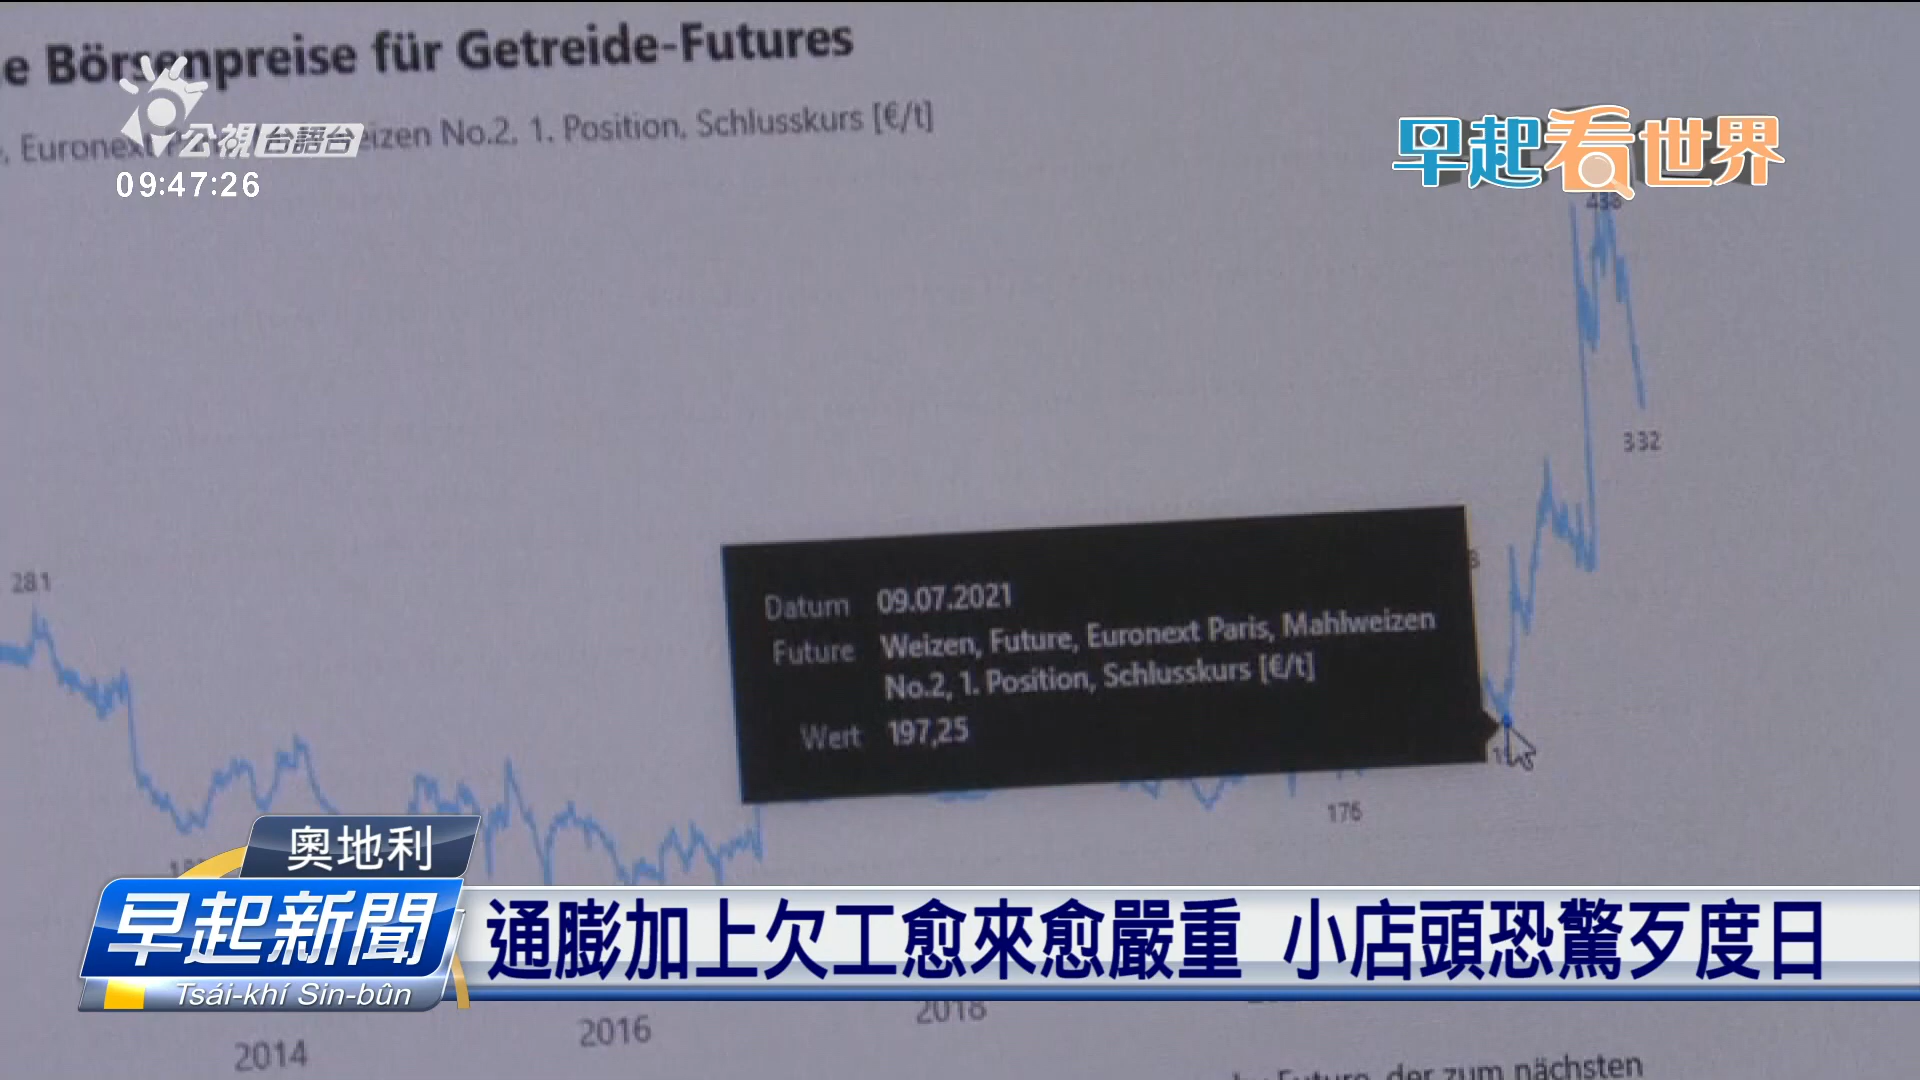 e Börsenpreise für Getreide-Futures
, Euronext
eizen No.2, 1. Position, Schlusskurs [€/t]
公視 台語台
09:47:26
早起看世界
438
332
281
Datum 09.07.2021
Future Weizen, Future, Euronext Paris, Mahlweizen
No.2, 1. Position, Schlusskurs [€/t]
Wert 197,25
176
奧地利
早起新聞
Tsái-khí Sin-bûn
通膨加上欠工愈來愈嚴重 小店頭恐驚歹度日
2014
2016
2018
Future, der zum nächsten